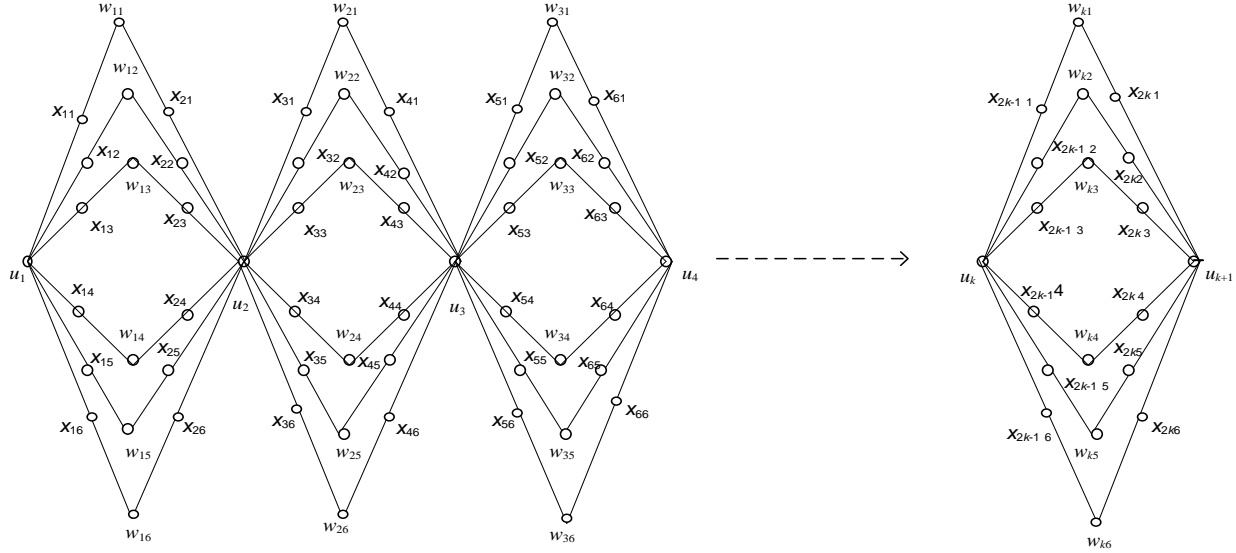 w11 w21 w31 wk1
w12 w22 w32 wk2
x11 x21 x31 x41 x51 x61 x2k-1 1 x2k 1
x12 x22 x32 x42 x52 x62 x2k-1 2 x2k2
w13 w23 w33 wk3
x13 x23 x33 x43 x53 x63 x2k-1 3 x2k 3
u1 u2 u3 u4 uk uk+1
x14 x24 x34 x44 x54 x64 x2k-1 4 x2k 4
w14 w24 w34 wk4
x15 x25 x35 x45 x55 x65 x2k-1 5 x2k5
x16 x26 x36 x46 x56 x66 x2k-1 6 x2k6
w15 w25 w35 wk5
w16 w26 w36 wk6